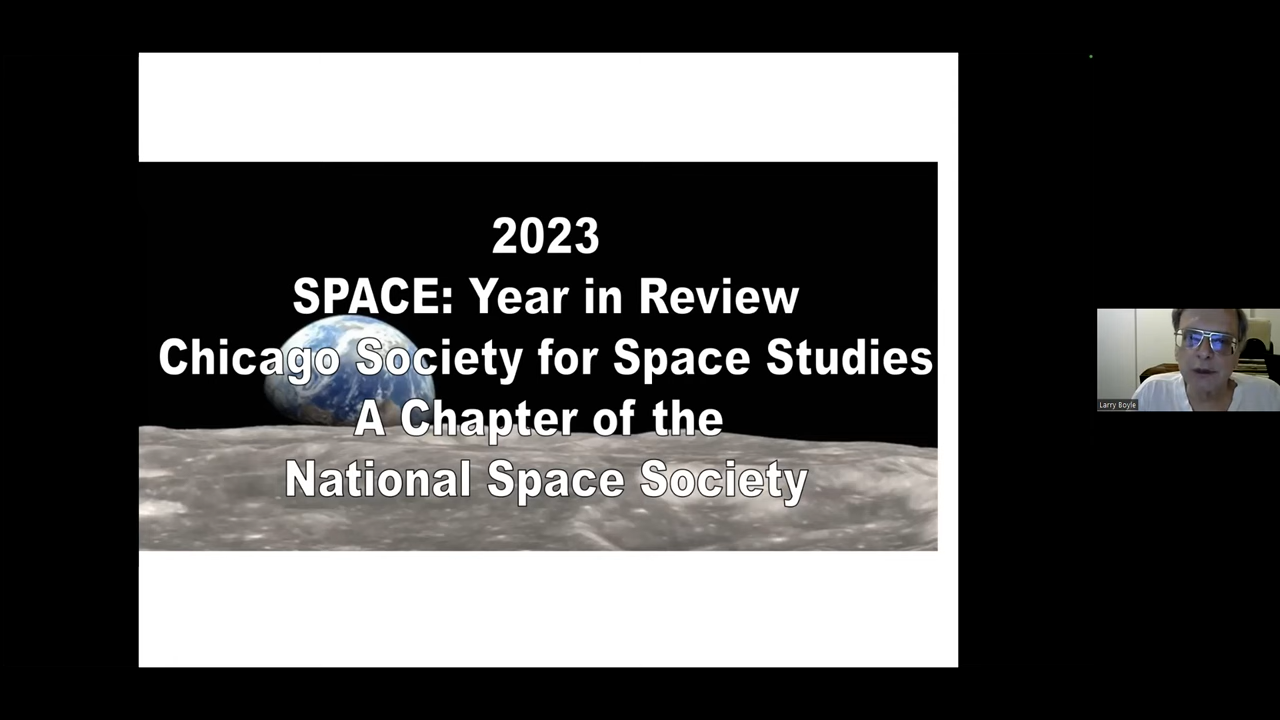 2023
SPACE: Year in Review
Chicago Society for Space Studies
A Chapter of the
National Space Society
Larry Boyle